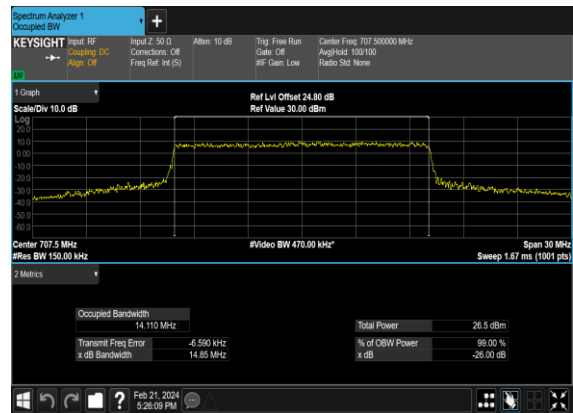 Spectrum Analyzer 1
Occupied BW
+
KEYSIGHT
Input: RF
Coupling: DC
Align: Off
Input Z: 50 Ω
Corrections: Off
Freq Ref: Int (S)
Atten: 10 dB
Trig: Free Run
Gate: Off
#IF Gain: Low
Center Freq: 707.500000 MHz
Avg|Hold: 100/100
Radio Std: None
1 Graph
Scale/Div 10.0 dB
Ref Lvl Offset 24.80 dB
Ref Value 30.00 dBm
Log
20.0
10.0
0.00
-10.0
-20.0
-30.0
-40.0
-50.0
-60.0
Center 707.5 MHz
#Res BW 150.00 kHz
#Video BW 470.00 kHz*
Span 30 MHz
Sweep 1.67 ms (1001 pts)
2 Metrics
Occupied Bandwidth
14.110 MHz
Transmit Freq Error -6.590 kHz
x dB Bandwidth 14.85 MHz
Total Power 26.5 dBm
% of OBW Power 99.00 %
x dB -26.00 dB
?
Feb 21, 2024
5:26:09 PM